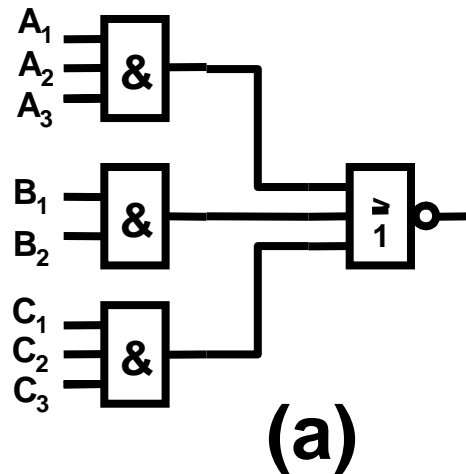 A₁
A₂
A₃
&
B₁
B₂
&
≥
1
C₁
C₂
C₃
&
(a)